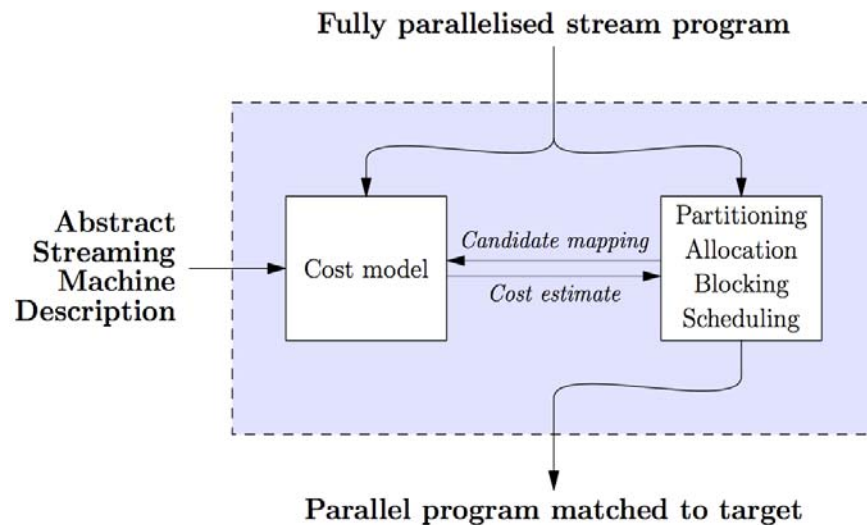 Fully parallelised stream program
Abstract
Streaming
Machine
Description
Cost model
Candidate mapping
Cost estimate
Partitioning
Allocation
Blocking
Scheduling
Parallel program matched to target